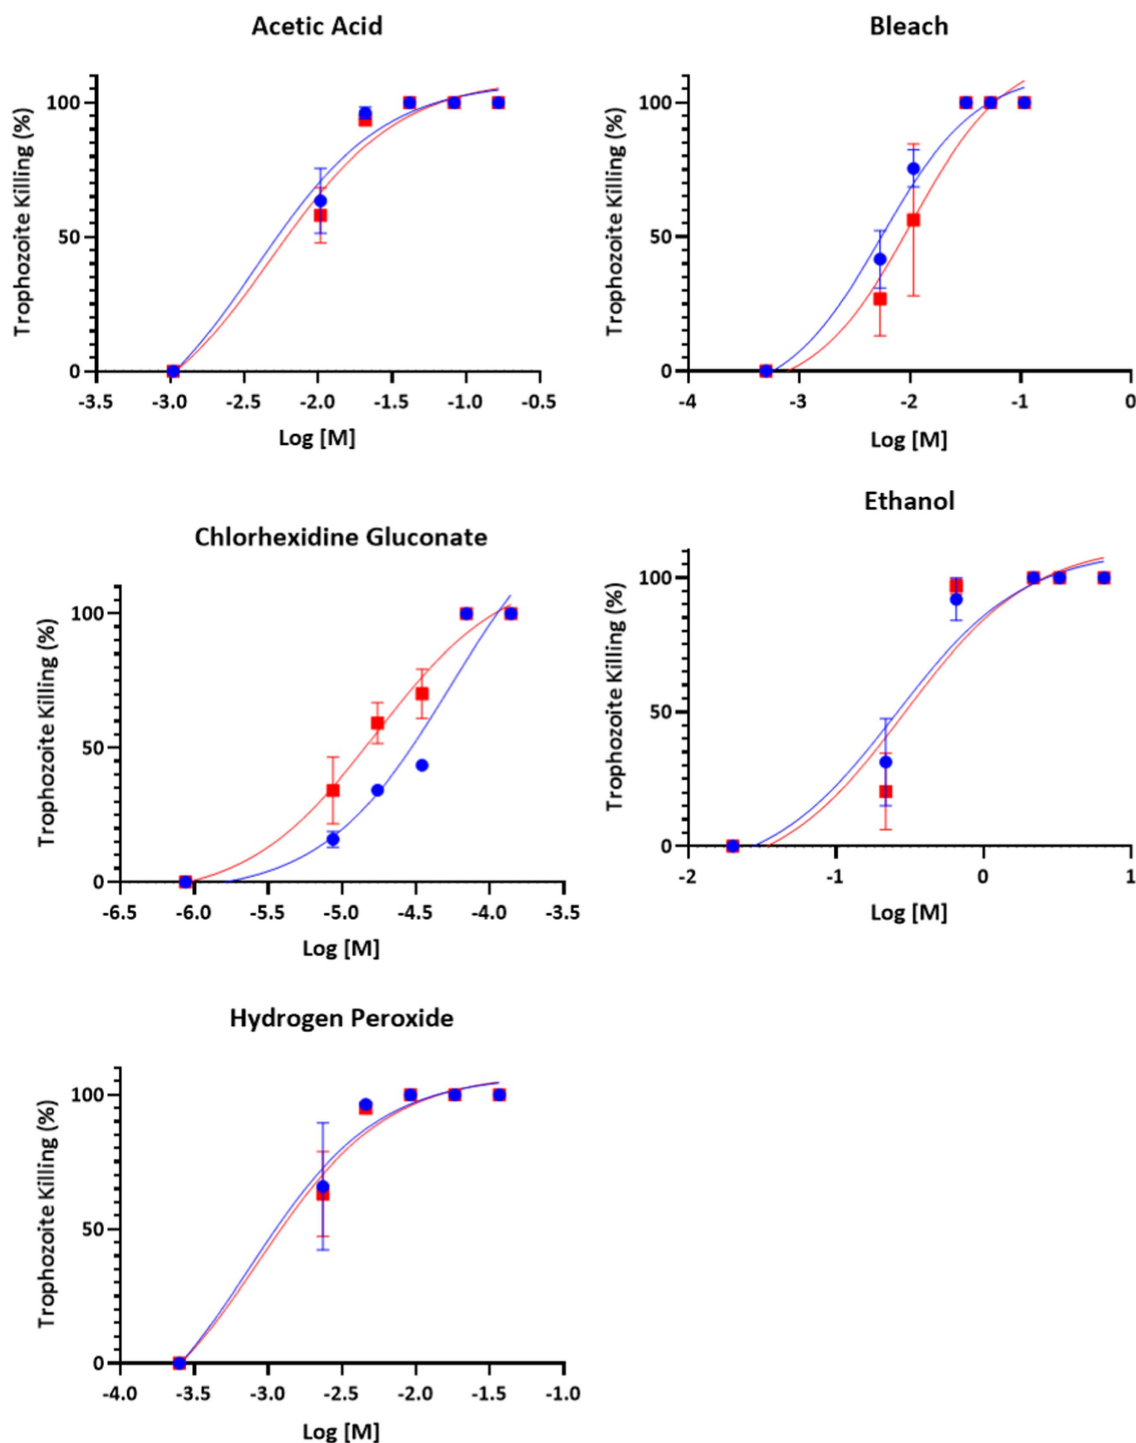 Acetic Acid
Trophozoite Killing (%)
100
50
0
-3.5 -3.0 -2.5 -2.0 -1.5 -1.0 -0.5
Log [M]
Bleach
Trophozoite Killing (%)
100
50
0
-4 -3 -2 -1 0
Log [M]
Chlorhexidine Gluconate
Trophozoite Killing (%)
100
50
0
-6.5 -6.0 -5.5 -5.0 -4.5 -4.0 -3.5
Log [M]
Ethanol
Trophozoite Killing (%)
100
50
0
-2 -1 0 1
Log [M]
Hydrogen Peroxide
Trophozoite Killing (%)
100
50
0
-4.0 -3.5 -3.0 -2.5 -2.0 -1.5 -1.0
Log [M]